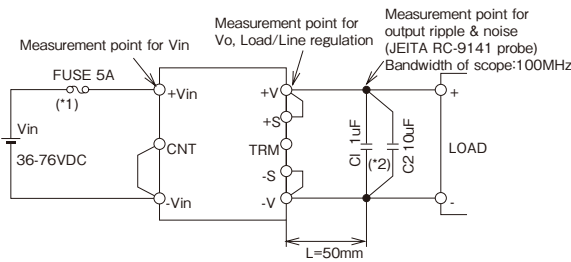 Measurement point for
output ripple & noise
(JEITA RC-9141 probe)
Bandwidth of scope:100MHz
Measurement point for
Vo, Load/Line regulation
Measurement point for Vin
FUSE 5A
(*1)
+Vin
+V
+
+S
Vin
36-76VDC
CNT
TRM
C1 1uF
(*2)
C2 10uF
LOAD
-S
-Vin
-V
-
L=50mm